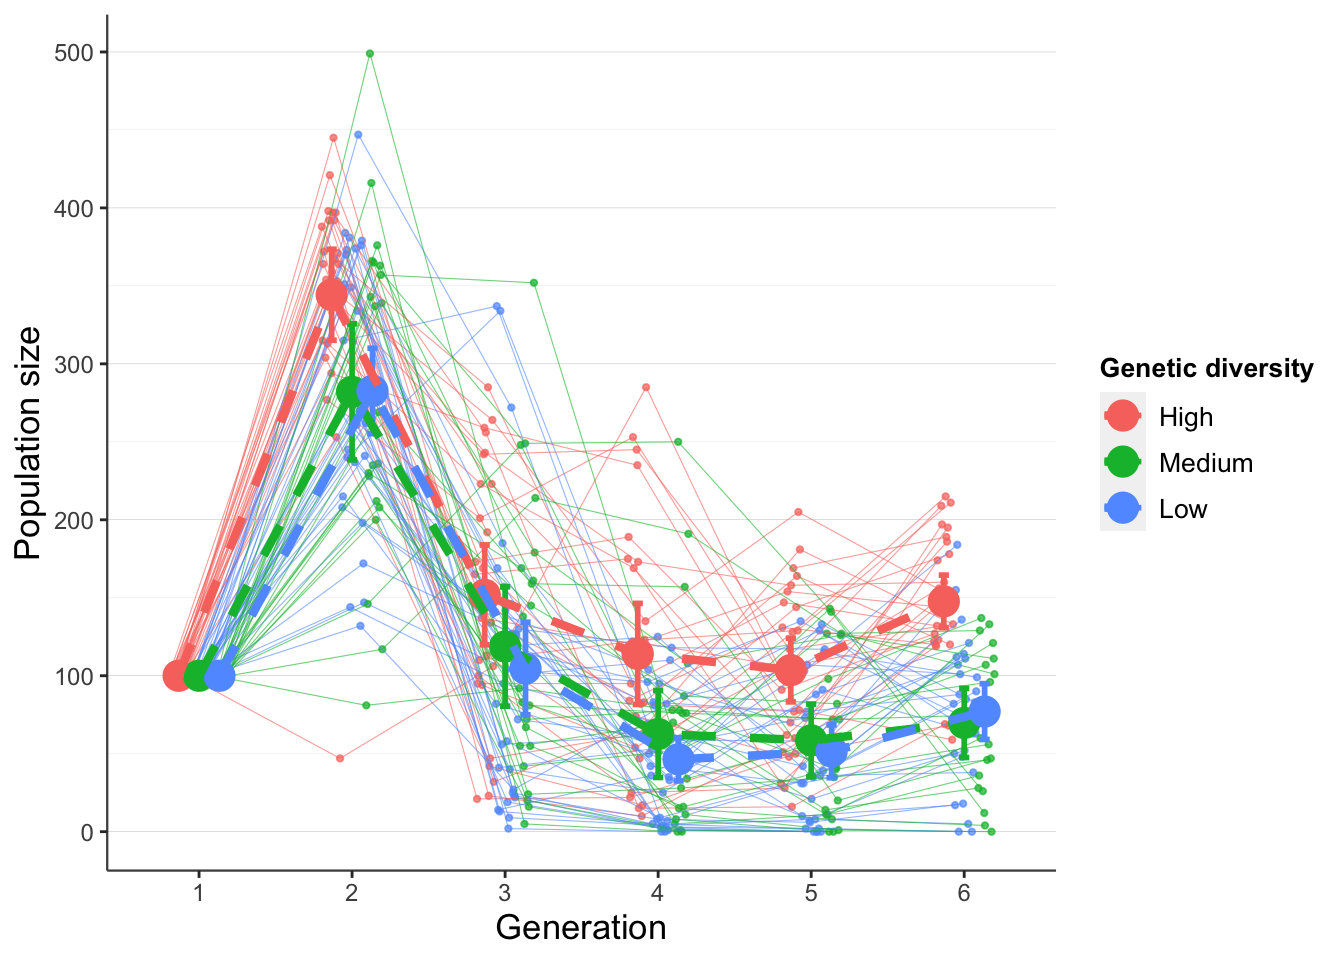 500
400
300
200
100
0
Population size
1 2 3 4 5 6
Generation
Genetic diversity
High
Medium
Low